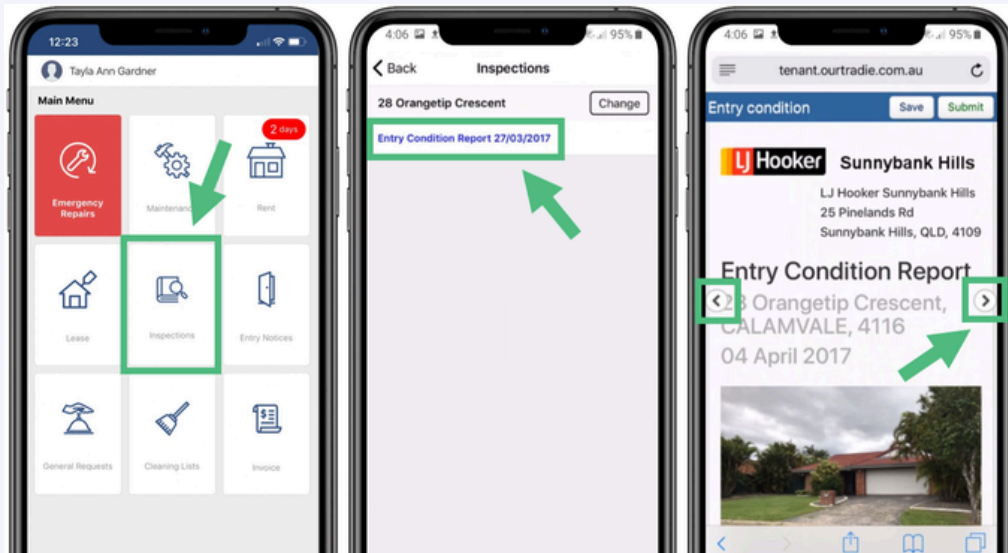 12:23
Tayla Ann Gardner
Main Menu
2 days
Emergency
Repairs
Maintenance
Rent
Lease
Inspections
Entry Notices
General Requests
Cleaning Lists
Invoice
4:06
95%
Back
Inspections
28 Orangetip Crescent
Change
Entry Condition Report 27/03/2017
4:06
95%
tenant.ourtradie.com.au
Entry condition
Save
Submit
LJ Hooker
Sunnybank Hills
LJ Hooker Sunnybank Hills
25 Pinelands Rd
Sunnybank Hills, QLD, 4109
Entry Condition Report
28 Orangetip Crescent,
CALAMVALE, 4116
04 April 2017